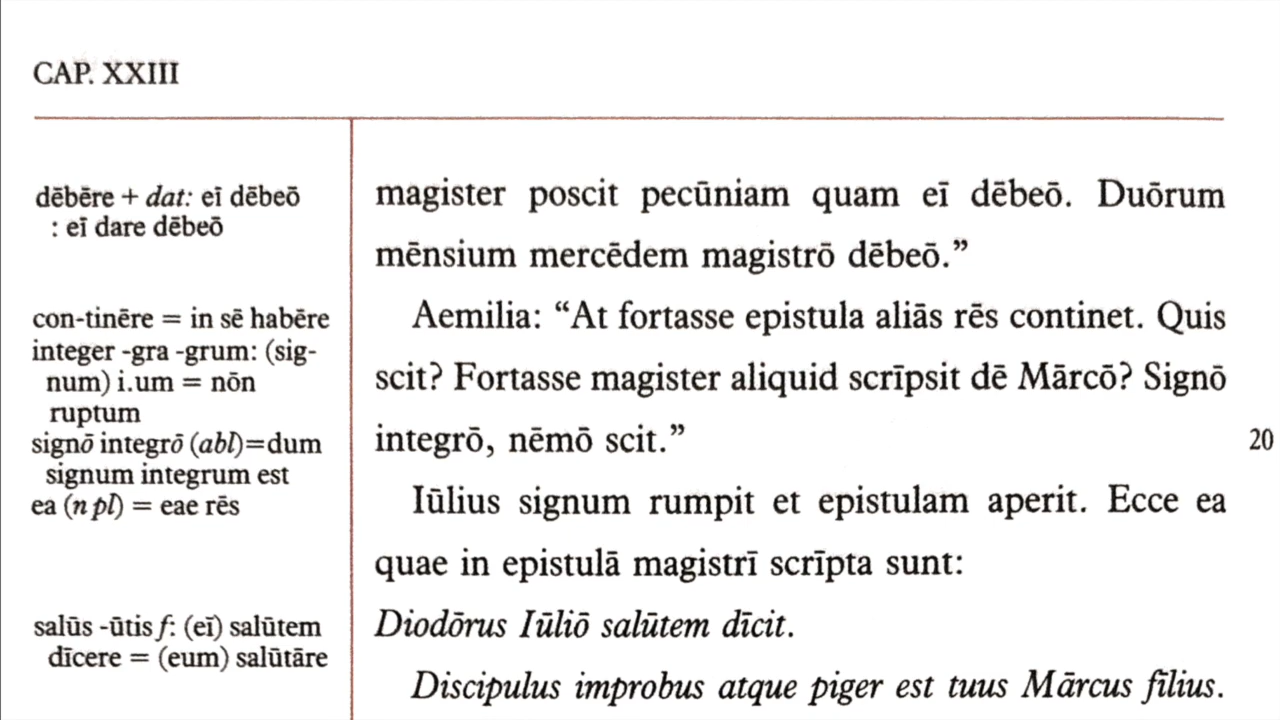 CAP. XXIII
dēbēre + dat: eī dēbeō
: eī dare dēbeō
con-tinēre = in sē habēre
integer -gra -grum: (sig-
num) i.um = nōn
ruptum
signō integrō (abl)=dum
signum integrum est
ea (n pl) = eae rēs
salūs -ūtis f: (eī) salūtem
dīcere = (eum) salūtāre
magister poscit pecūniam quam eī dēbeō. Duōrum
mēnsium mercēdem magistrō dēbeō.”
Aemilia: “At fortasse epistula aliās rēs continet. Quis
scit? Fortasse magister aliquid scrīpsit dē Mārcō? Signō
integrō, nēmō scit.”
20
Iūlius signum rumpit et epistulam aperit. Ecce ea
quae in epistulā magistrī scrīpta sunt:
Diodōrus Iūliō salūtem dīcit.
Discipulus improbus atque piger est tuus Mārcus fīlius.